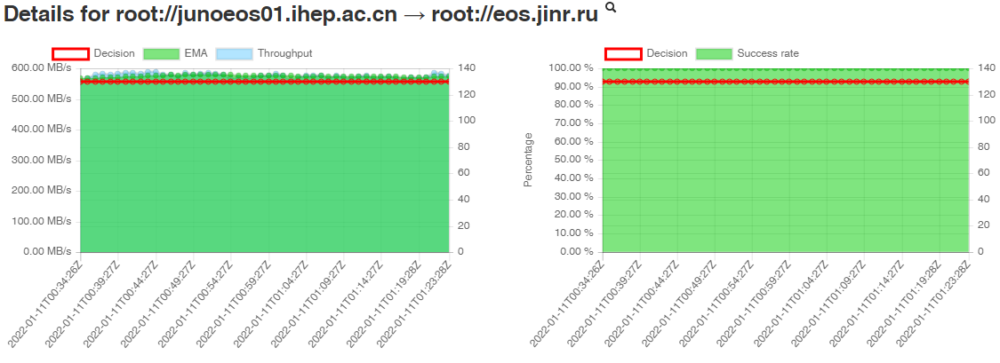 Details for root://junoeos01.ihep.ac.cn → root://eos.jinr.ru
Decision EMA Throughput
600.00 MB/s
500.00 MB/s
400.00 MB/s
300.00 MB/s
200.00 MB/s
100.00 MB/s
0.00 MB/s
140
120
100
80
60
40
20
0
2022-01-11T00:34:26Z
2022-01-11T00:39:27Z
2022-01-11T00:44:27Z
2022-01-11T00:49:27Z
2022-01-11T00:54:27Z
2022-01-11T00:59:27Z
2022-01-11T01:04:27Z
2022-01-11T01:09:27Z
2022-01-11T01:14:27Z
2022-01-11T01:19:28Z
2022-01-11T01:23:28Z
Decision Success rate
Percentage
100.00 %
90.00 %
80.00 %
70.00 %
60.00 %
50.00 %
40.00 %
30.00 %
20.00 %
10.00 %
0.00 %
140
120
100
80
60
40
20
0
2022-01-11T00:34:26Z
2022-01-11T00:39:27Z
2022-01-11T00:44:27Z
2022-01-11T00:49:27Z
2022-01-11T00:54:27Z
2022-01-11T00:59:27Z
2022-01-11T01:04:27Z
2022-01-11T01:09:27Z
2022-01-11T01:14:27Z
2022-01-11T01:19:28Z
2022-01-11T01:23:28Z